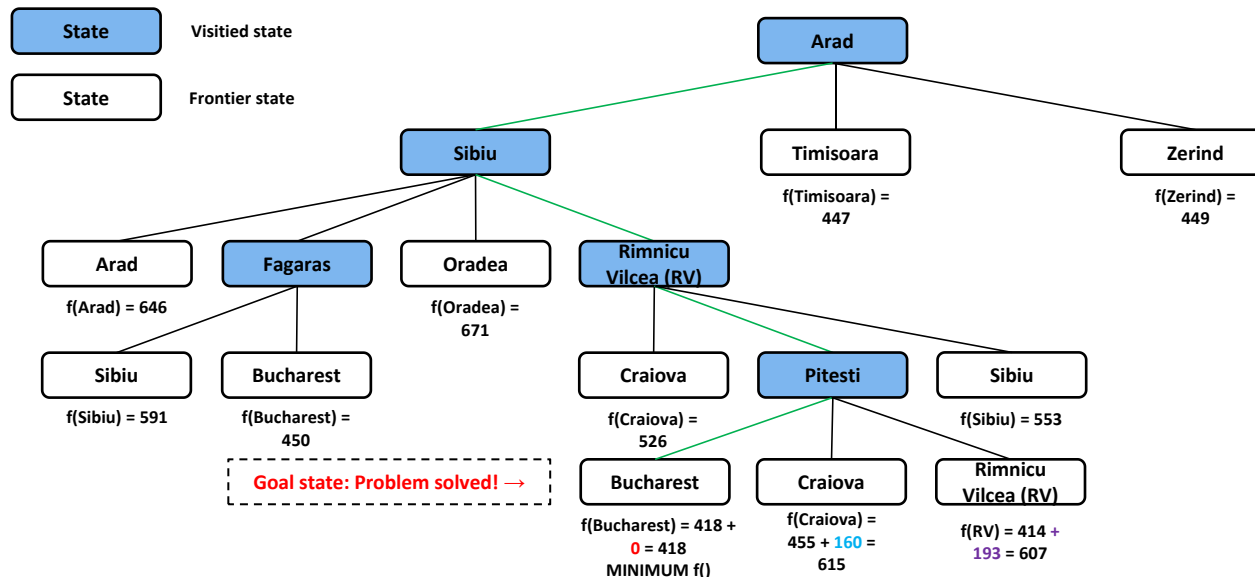 State
Visitied state
Arad
State
Frontier state
Sibiu
Timisoara
Zerind
f(Timisoara) =
447
f(Zerind) =
449
Arad
Fagaras
Oradea
Rimnicu
Vilcea (RV)
f(Arad) = 646
f(Oradea) =
671
Sibiu
Bucharest
Craiova
Pitesti
Sibiu
f(Sibiu) = 591
f(Bucharest) =
450
f(Craiova) =
526
f(Sibiu) = 553
Goal state: Problem solved! →
Bucharest
Craiova
Rimnicu
Vilcea (RV)
f(Bucharest) = 418 +
0 = 418
MINIMUM f()
f(Craiova) =
455 + 160 =
615
f(RV) = 414 +
193 = 607